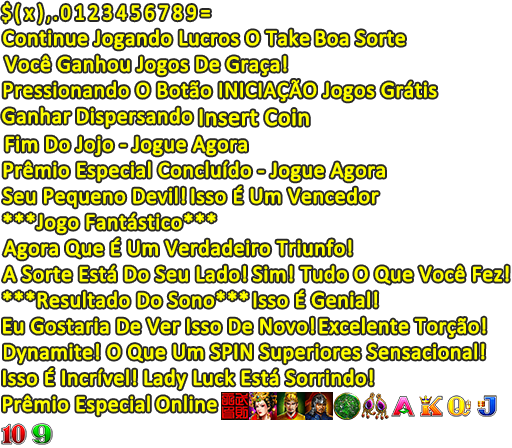 $(x),.0123456789=
Continue Jogando Lucros O Take Boa Sorte
Você Ganhou Jogos De Graça!
Pressionando O Botão INICIAÇÃO Jogos Grátis
Ganhar Dispersando Insert Coin
Fim Do Jojo - Jogue Agora
Prêmio Especial Concluído - Jogue Agora
Seu Pequeno Devil! Isso É Um Vencedor
***Jogo Fantástico***
Agora Que É Um Verdadeiro Triunfo!
A Sorte Está Do Seu Lado! Sim! Tudo O Que Você Fez!
***Resultado Do Sono*** Isso É Genial!
Eu Gostaria De Ver Isso De Novo! Excelente Torção!
Dynamite! O Que Um SPIN Superiores Sensacional!
Isso É Incrível! Lady Luck Está Sorrindo!
Prêmio Especial Online A K Q J
10 9